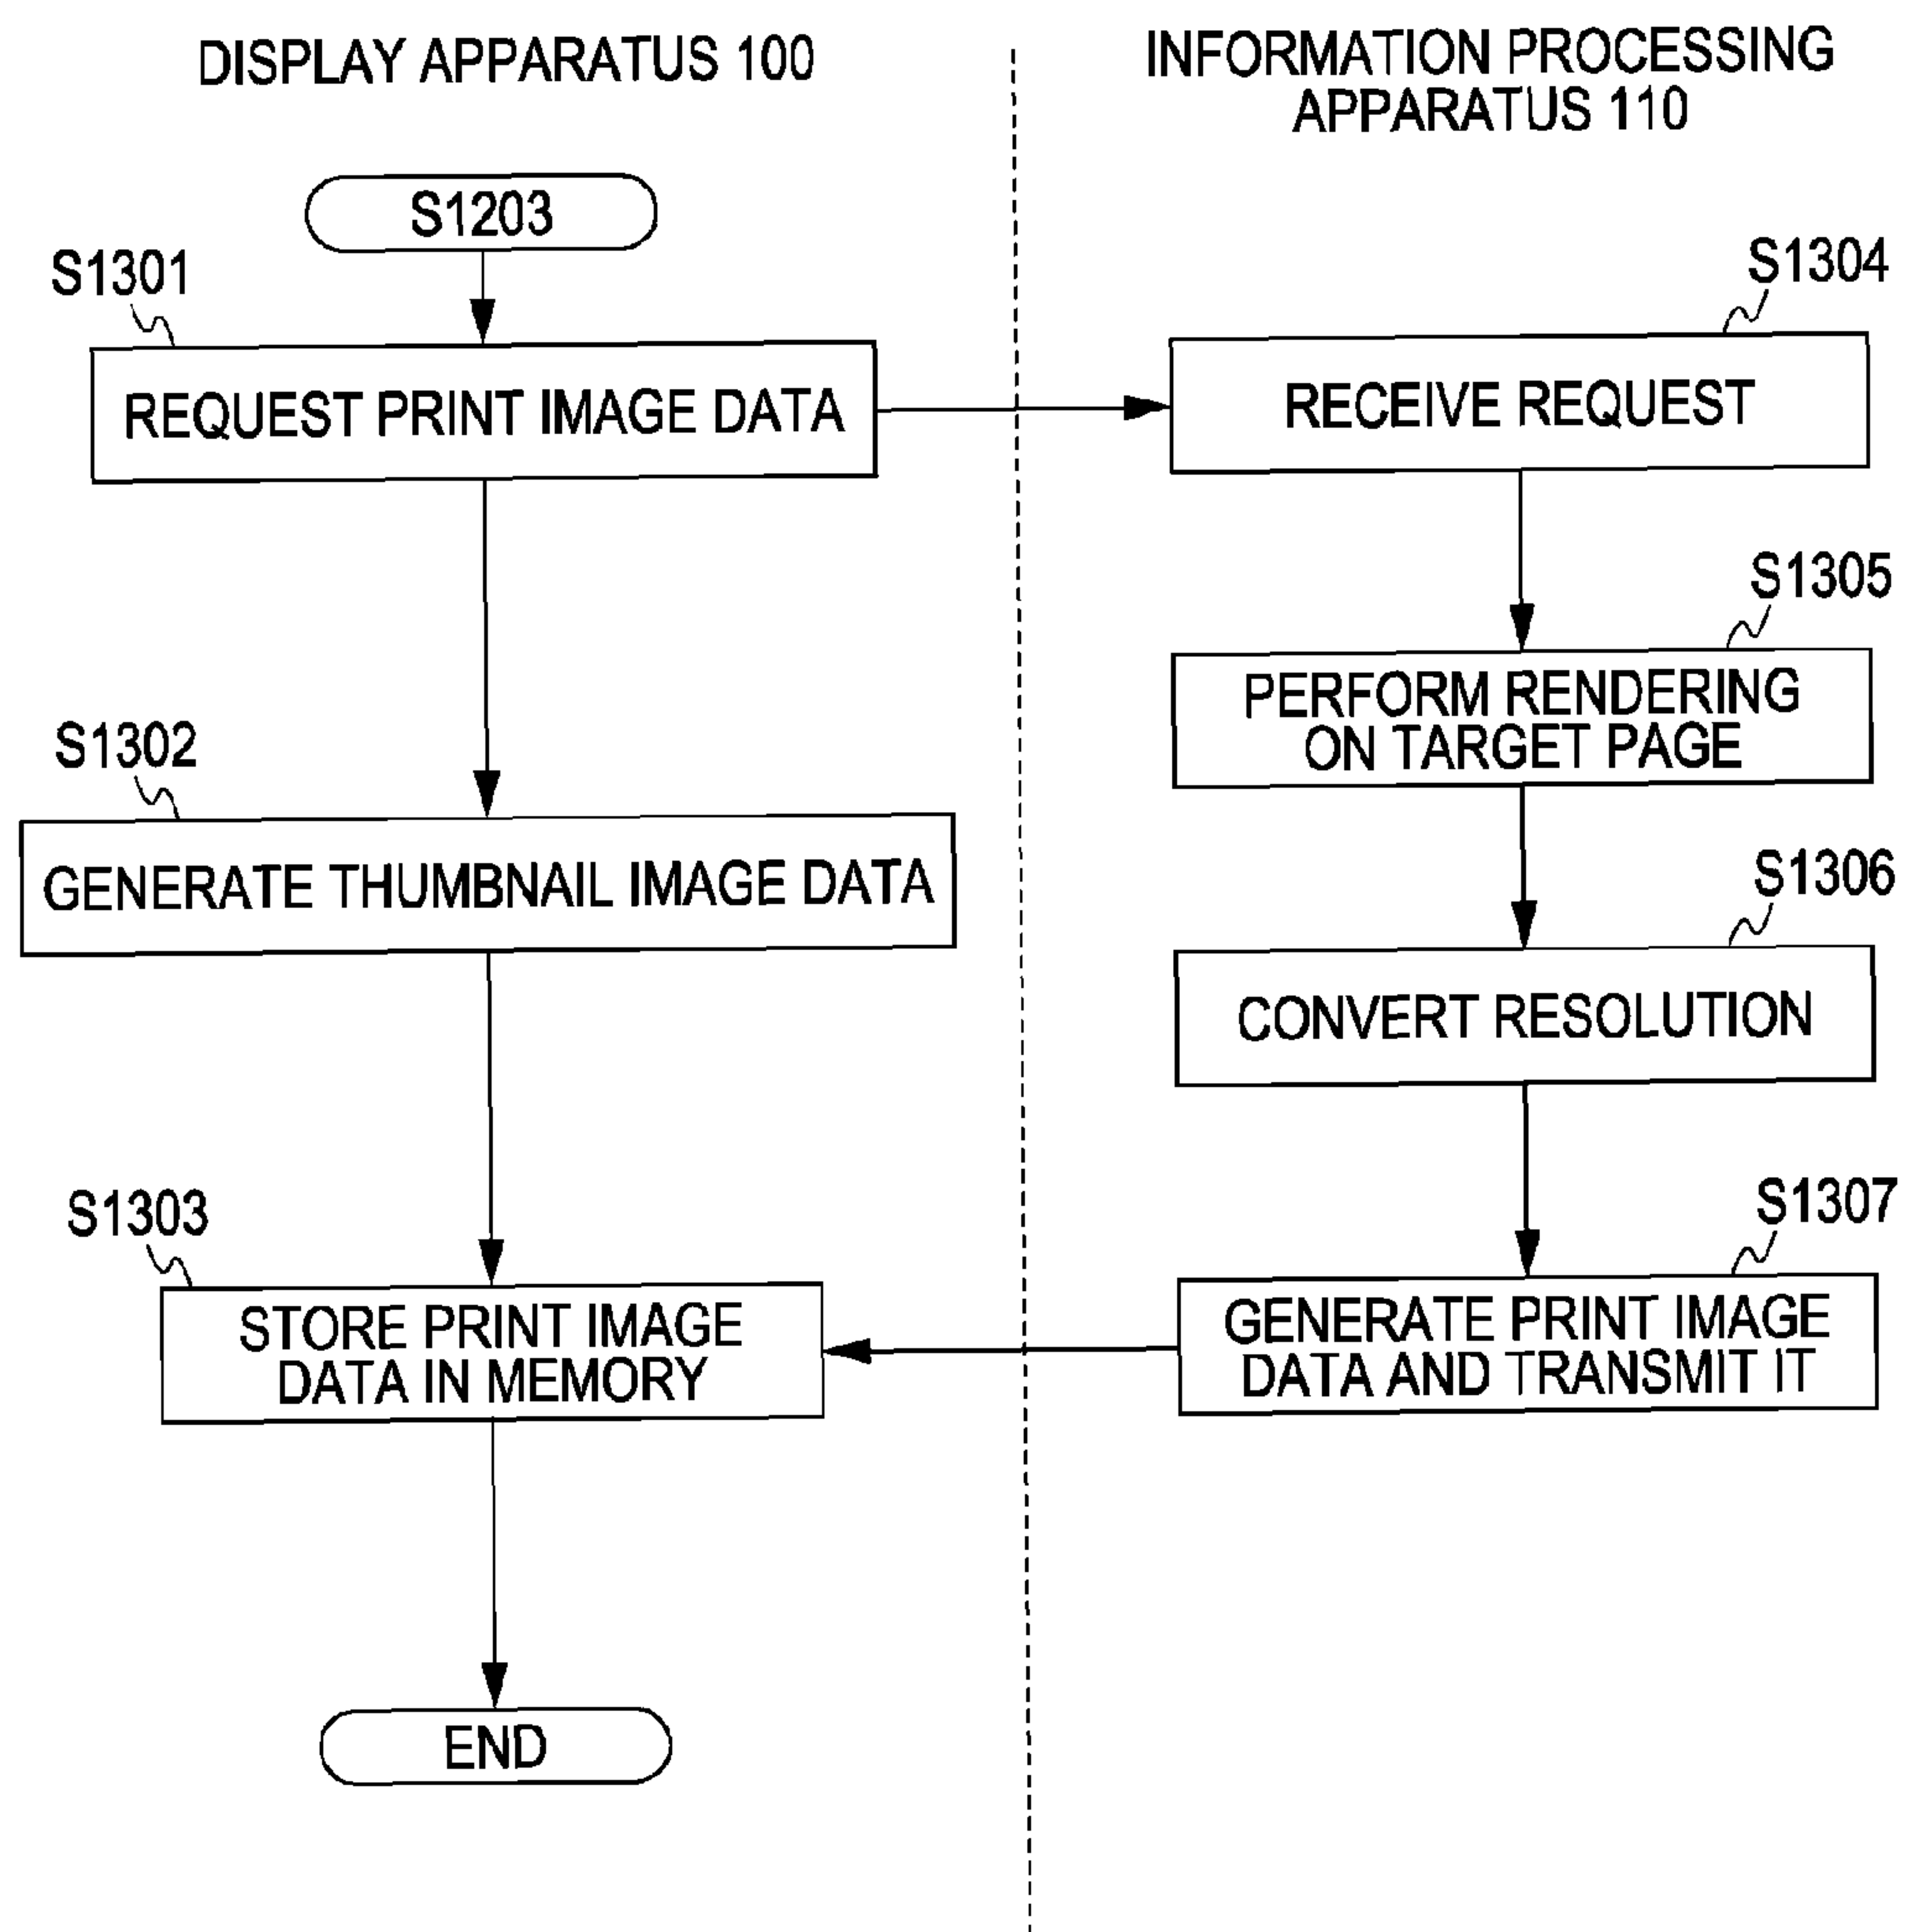 DISPLAY APPARATUS 100
INFORMATION PROCESSING
APPARATUS 110
S1203
S1301
REQUEST PRINT IMAGE DATA
S1304
RECEIVE REQUEST
S1305
PERFORM RENDERING
ON TARGET PAGE
S1302
GENERATE THUMBNAIL IMAGE DATA
S1306
CONVERT RESOLUTION
S1303
STORE PRINT IMAGE
DATA IN MEMORY
S1307
GENERATE PRINT IMAGE
DATA AND TRANSMIT IT
END